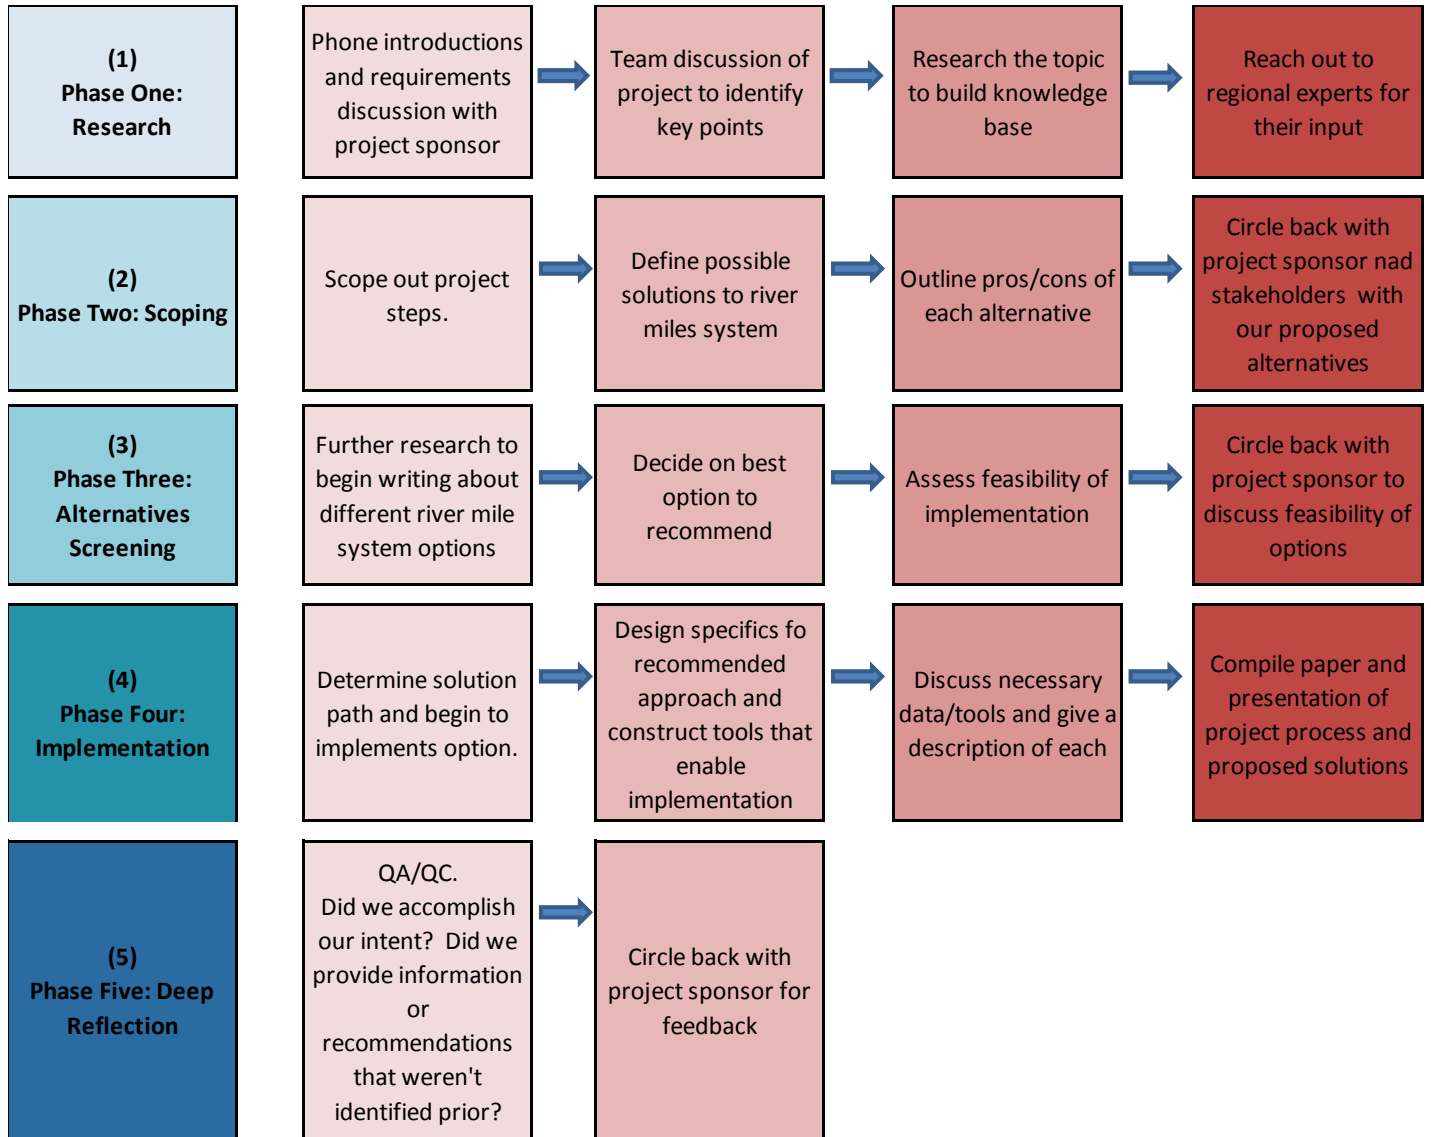 (1)
Phase One:
Research
Phone introductions
and requirements
discussion with
project sponsor
Team discussion of
project to identify
key points
Research the topic
to build knowledge
base
Reach out to
regional experts for
their input
(2)
Phase Two: Scoping
Scope out project
steps.
Define possible
solutions to river
miles system
Outline pros/cons of
each alternative
Circle back with
project sponsor nad
stakeholders  with
our proposed
alternatives
(3)
Phase Three:
Alternatives
Screening
Further research to
begin writing about
different river mile
system options
Decide on best
option to
recommend
Assess feasibility of
implementation
Circle back with
project sponsor to
discuss feasibility of
options
(4)
Phase Four:
Implementation
Determine solution
path and begin to
implements option.
Design specifics fo
recommended
approach and
construct tools that
enable
implementation
Discuss necessary
data/tools and give a
description of each
Compile paper and
presentation of
project process and
proposed solutions
(5)
Phase Five: Deep
Reflection
QA/QC.
Did we accomplish
our intent?  Did we
provide information
or
recommendations
that weren't
identified prior?
Circle back with
project sponsor for
feedback